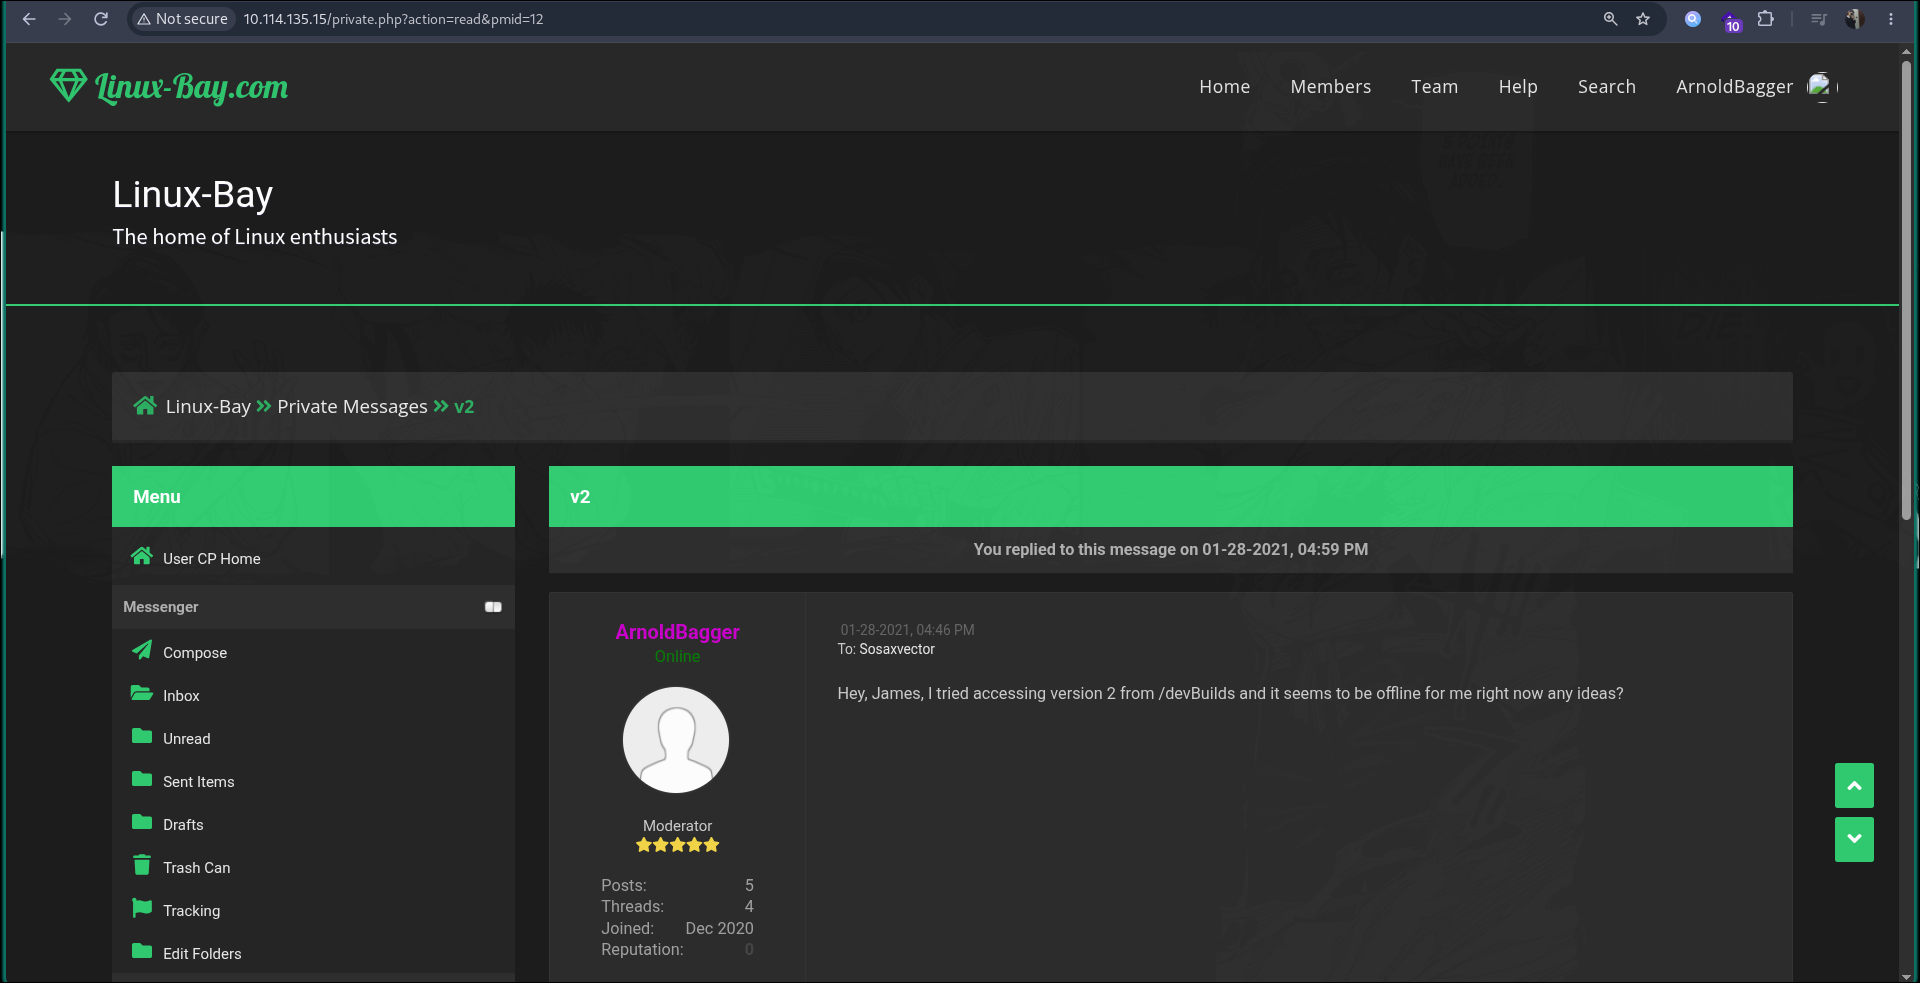 Not secure
10.114.135.15/private.php?action=read&pmid=12
10
Linux-Bay.com
Home
Members
Team
Help
Search
ArnoldBagger
Linux-Bay
The home of Linux enthusiasts
Linux-Bay
Private Messages
v2
Menu
User CP Home
Messenger
Compose
Inbox
Unread
Sent Items
Drafts
Trash Can
Tracking
Edit Folders
v2
You replied to this message on 01-28-2021, 04:59 PM
ArnoldBagger
Online
Moderator
Posts: 5
Threads: 4
Joined: Dec 2020
Reputation: 0
01-28-2021, 04:46 PM
To: Sosaxvector
Hey, James, I tried accessing version 2 from /devBuilds and it seems to be offline for me right now any ideas?